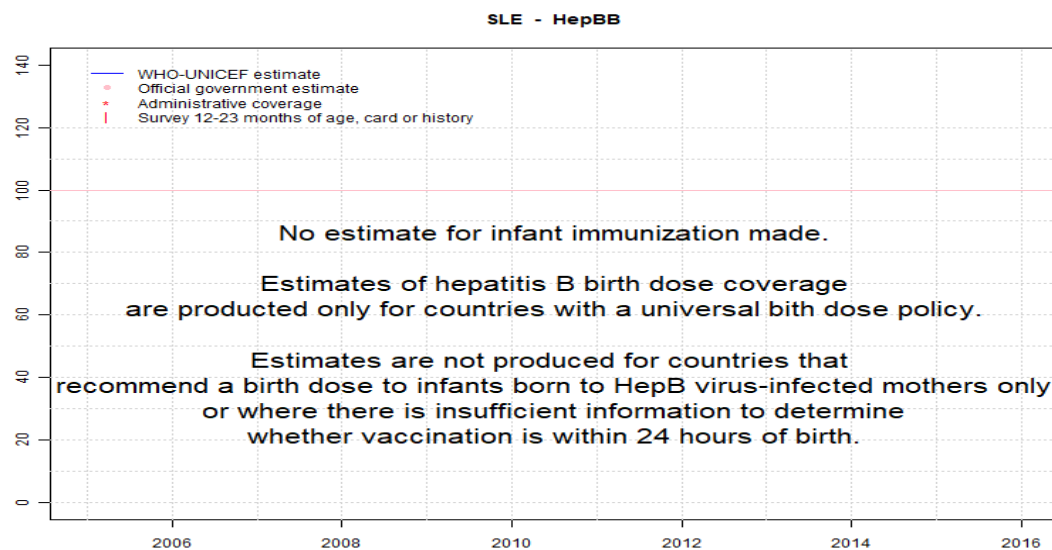 SLE - HepBB
WHO-UNICEF estimate
Official government estimate
Administrative coverage
Survey 12-23 months of age, card or history
140
120
100
80
60
40
20
0
No estimate for infant immunization made.
Estimates of hepatitis B birth dose coverage
are producted only for countries with a universal bith dose policy.
Estimates are not produced for countries that
recommend a birth dose to infants born to HepB virus-infected mothers only
or where there is insufficient information to determine
whether vaccination is within 24 hours of birth.
2006 2008 2010 2012 2014 2016